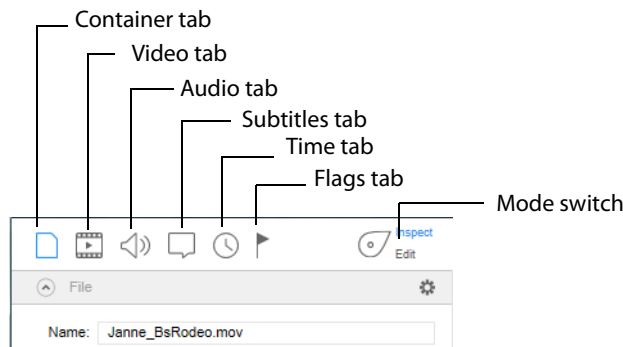 Container tab
Video tab
Audio tab
Subtitles tab
Time tab
Flags tab
Mode switch
Inspect
Edit
File
Name: Janne_BsRodeo.mov